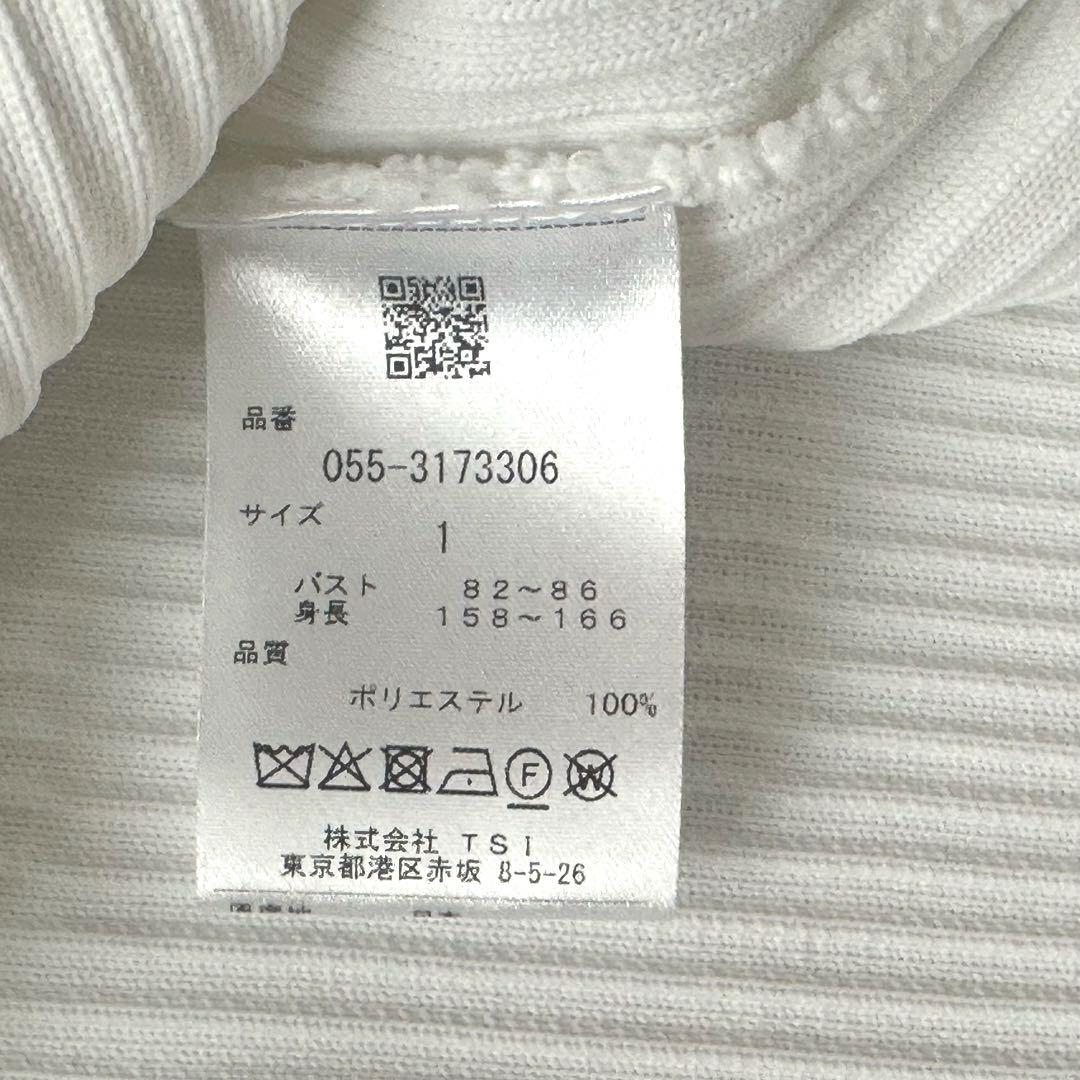 品番
055-3173306
サイズ
1
バスト 82～86
身長 158～166
品質
ポリエステル 100%
F
W
株式会社 TSI
東京都港区赤坂 8-5-26